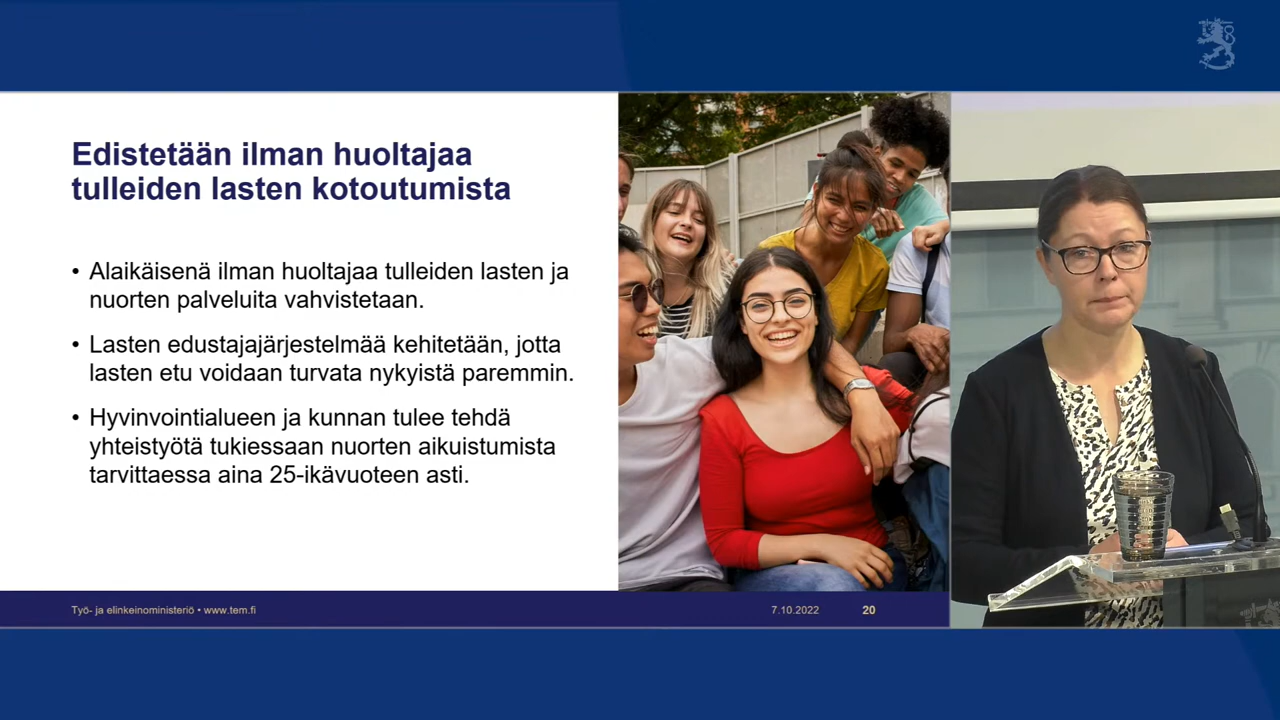 Edistetään ilman huoltajaa
tulleiden lasten kotoutumista
• Alaikäisenä ilman huoltajaa tulleiden lasten ja
nuorten palveluita vahvistetaan.
• Lasten edustajajärjestelmää kehitetään, jotta
lasten etu voidaan turvata nykyistä paremmin.
• Hyvinvointialueen ja kunnan tulee tehdä
yhteistyötä tukiessaan nuorten aikuistumista
tarvittaessa aina 25-ikävuoteen asti.
Työ- ja elinkeinoministeriö • www.tem.fi
7.10.2022
20